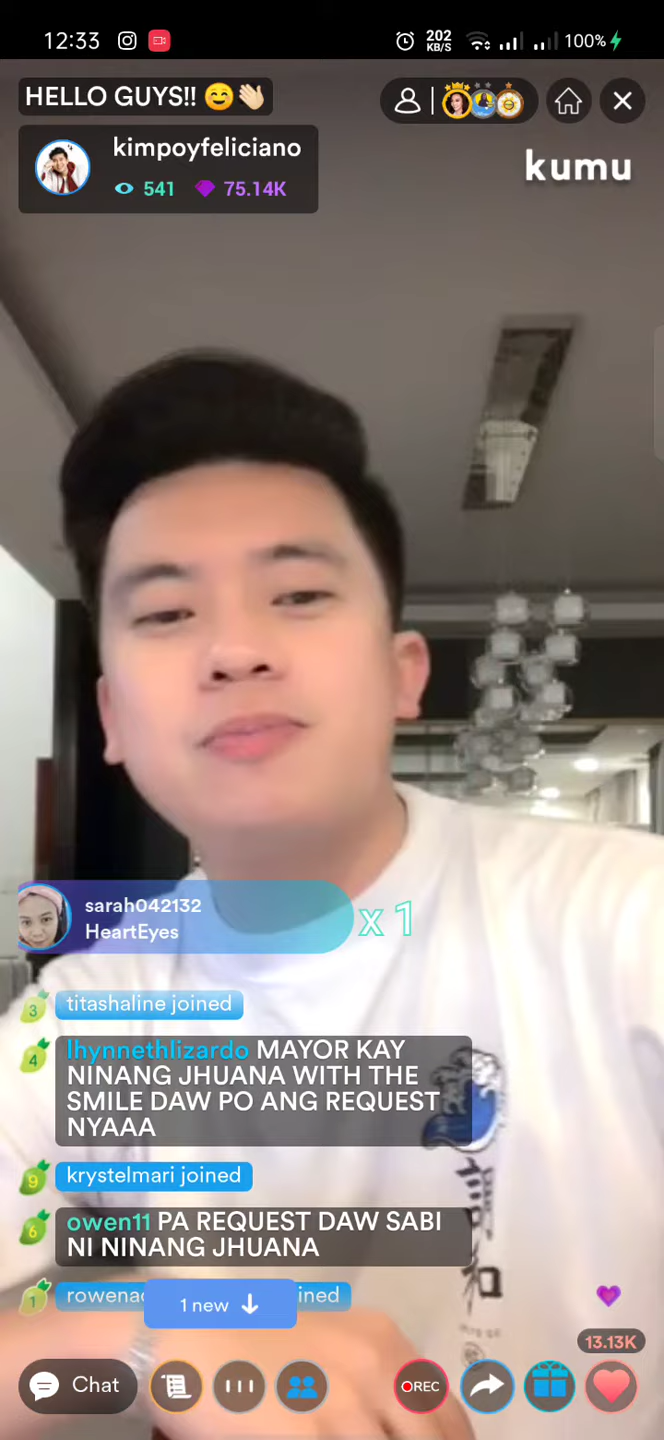 12:33
202
KB/S
100%
HELLO GUYS!! 😊👋🏻
kimpoyfeliciano
541 75.14K
kumu
sarah042132
HeartEyes
x 1
3 titashaline joined
4 lhynnethlizardo MAYOR KAY
NINANG JHUANA WITH THE
SMILE DAW PO ANG REQUEST
NYAAA
9 krystelmari joined
6 owen11 PA REQUEST DAW SABI
NI NINANG JHUANA
1
1 new
13.13K
Chat
REC